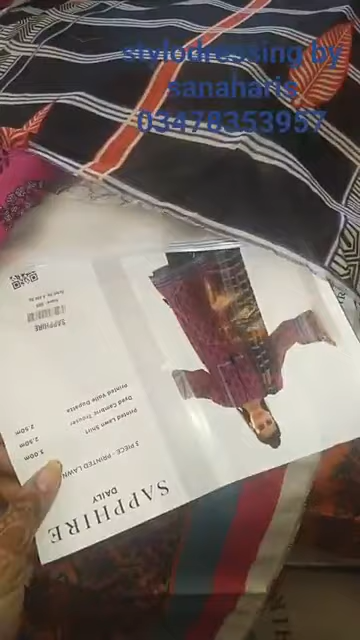 stylodressing by
sanaharis
03478353957
SAPPHIRE
DAILY
3 PIECE - PRINTED LAWN
Printed Lawn Shirt 3.00m
Dyed Cambric Trouser 2.50m
Printed Voile Dupatta 2.50m
SAPPHIRE